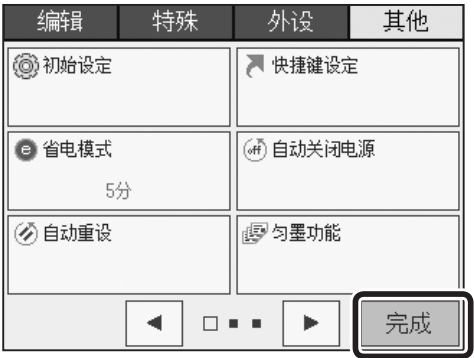 编辑 特殊 外设 其他
初始设定 快捷键设定
省电模式 自动关闭电源
5分
自动重设 匀墨功能
完成